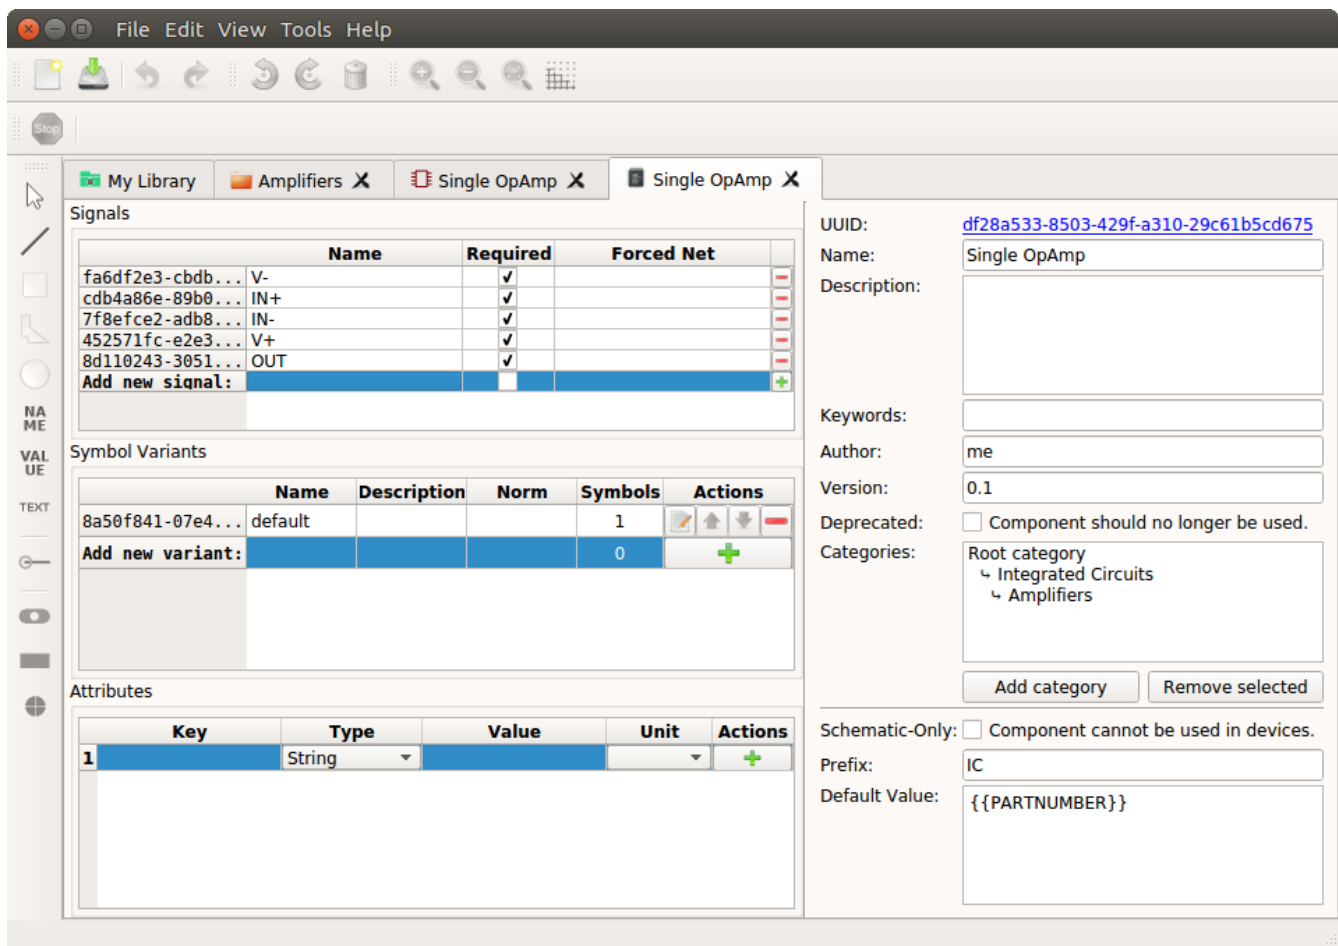 File Edit View Tools Help
Stop
My Library
Amplifiers
Single OpAmp
Single OpAmp
Signals
Name Required Forced Net
fa6df2e3-cbdb... V-
cdb4a86e-89b0... IN+
7f8efce2-adb8... IN-
452571fc-e2e3... V+
8d110243-3051... OUT
Add new signal:
NA
ME
VAL
UE
TEXT
Symbol Variants
Name Description Norm Symbols Actions
8a50f841-07e4... default 1
Add new variant: 0
Attributes
Key Type Value Unit Actions
1 String
UUID: df28a533-8503-429f-a310-29c61b5cd675
Name: Single OpAmp
Description:
Keywords:
Author: me
Version: 0.1
Deprecated: Component should no longer be used.
Categories: Root category
Integrated Circuits
Amplifiers
Add category Remove selected
Schematic-Only: Component cannot be used in devices.
Prefix: IC
Default Value: {{PARTNUMBER}}